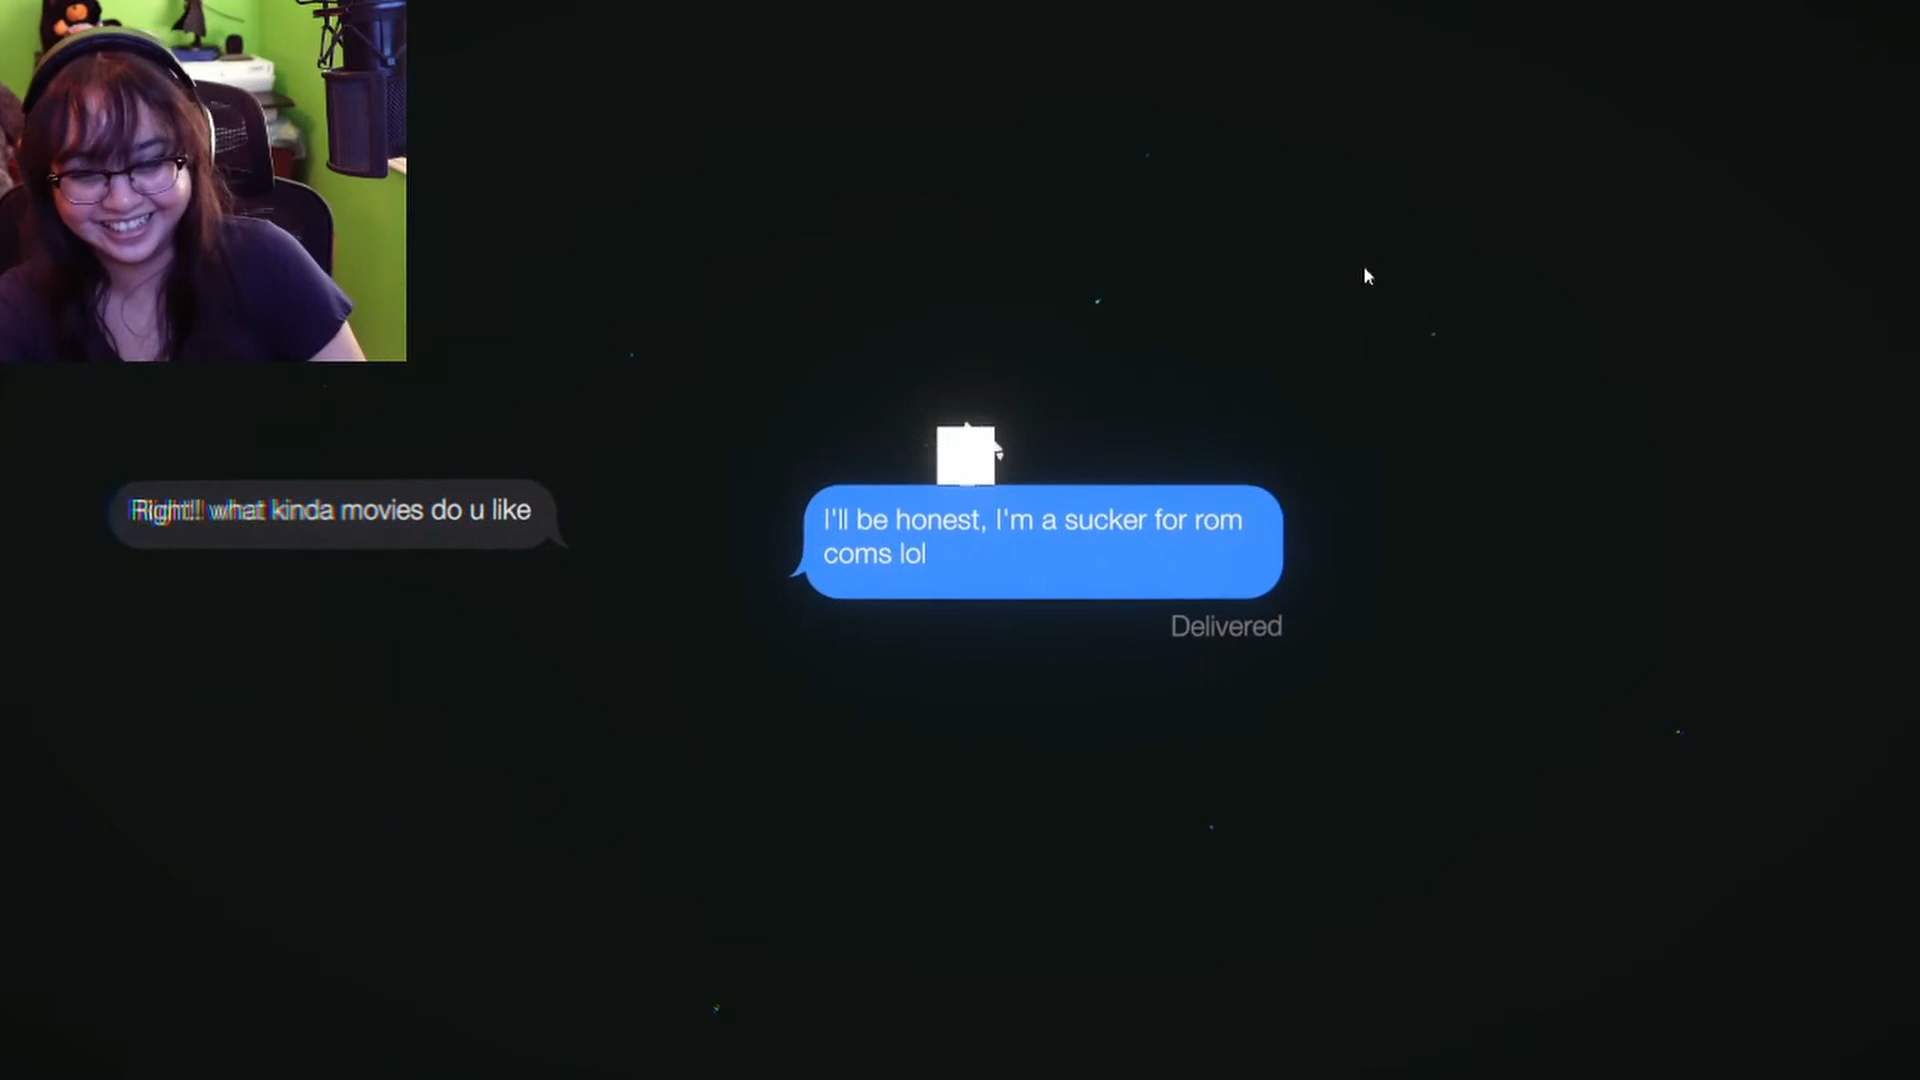 Right!! what kinda movies do u like
I'll be honest, I'm a sucker for rom
coms lol
Delivered